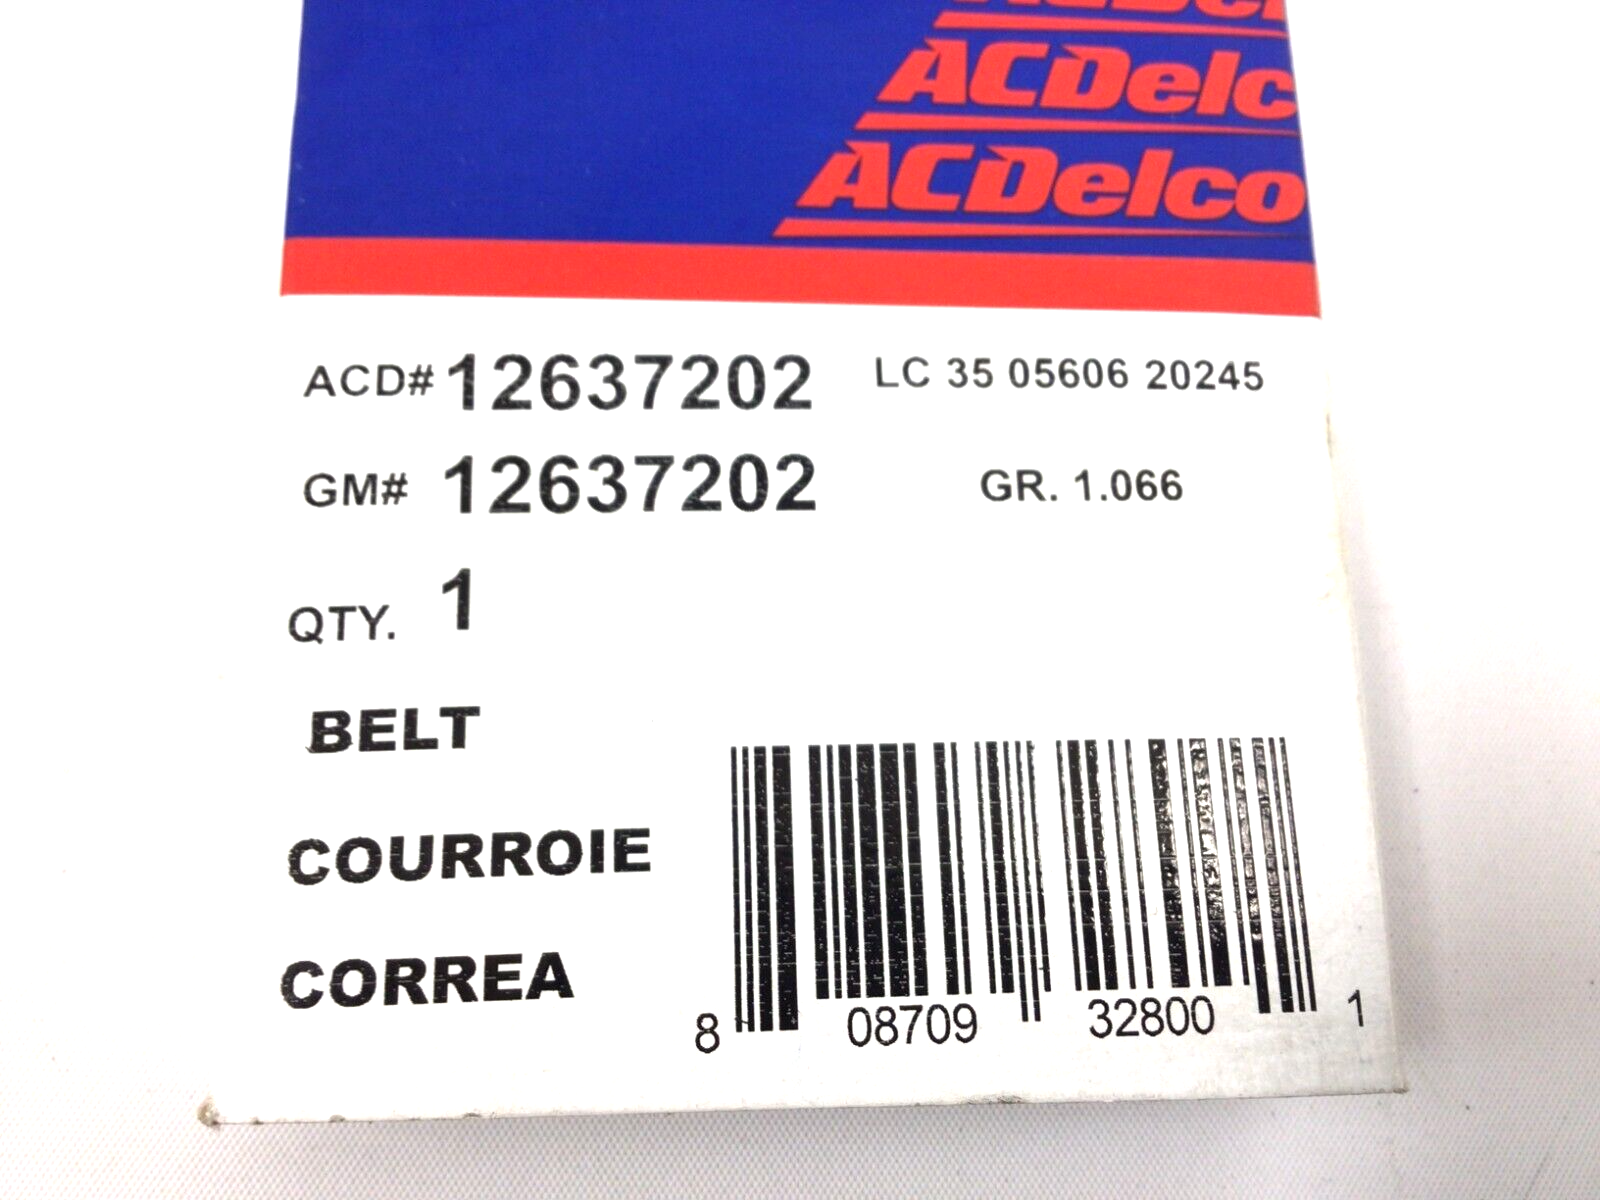 ACDelco
ACD# 12637202 LC 35 05606 20245
GM# 12637202 GR. 1.066
QTY. 1
BELT
COURROIE
CORREA
8 08709 32800 1